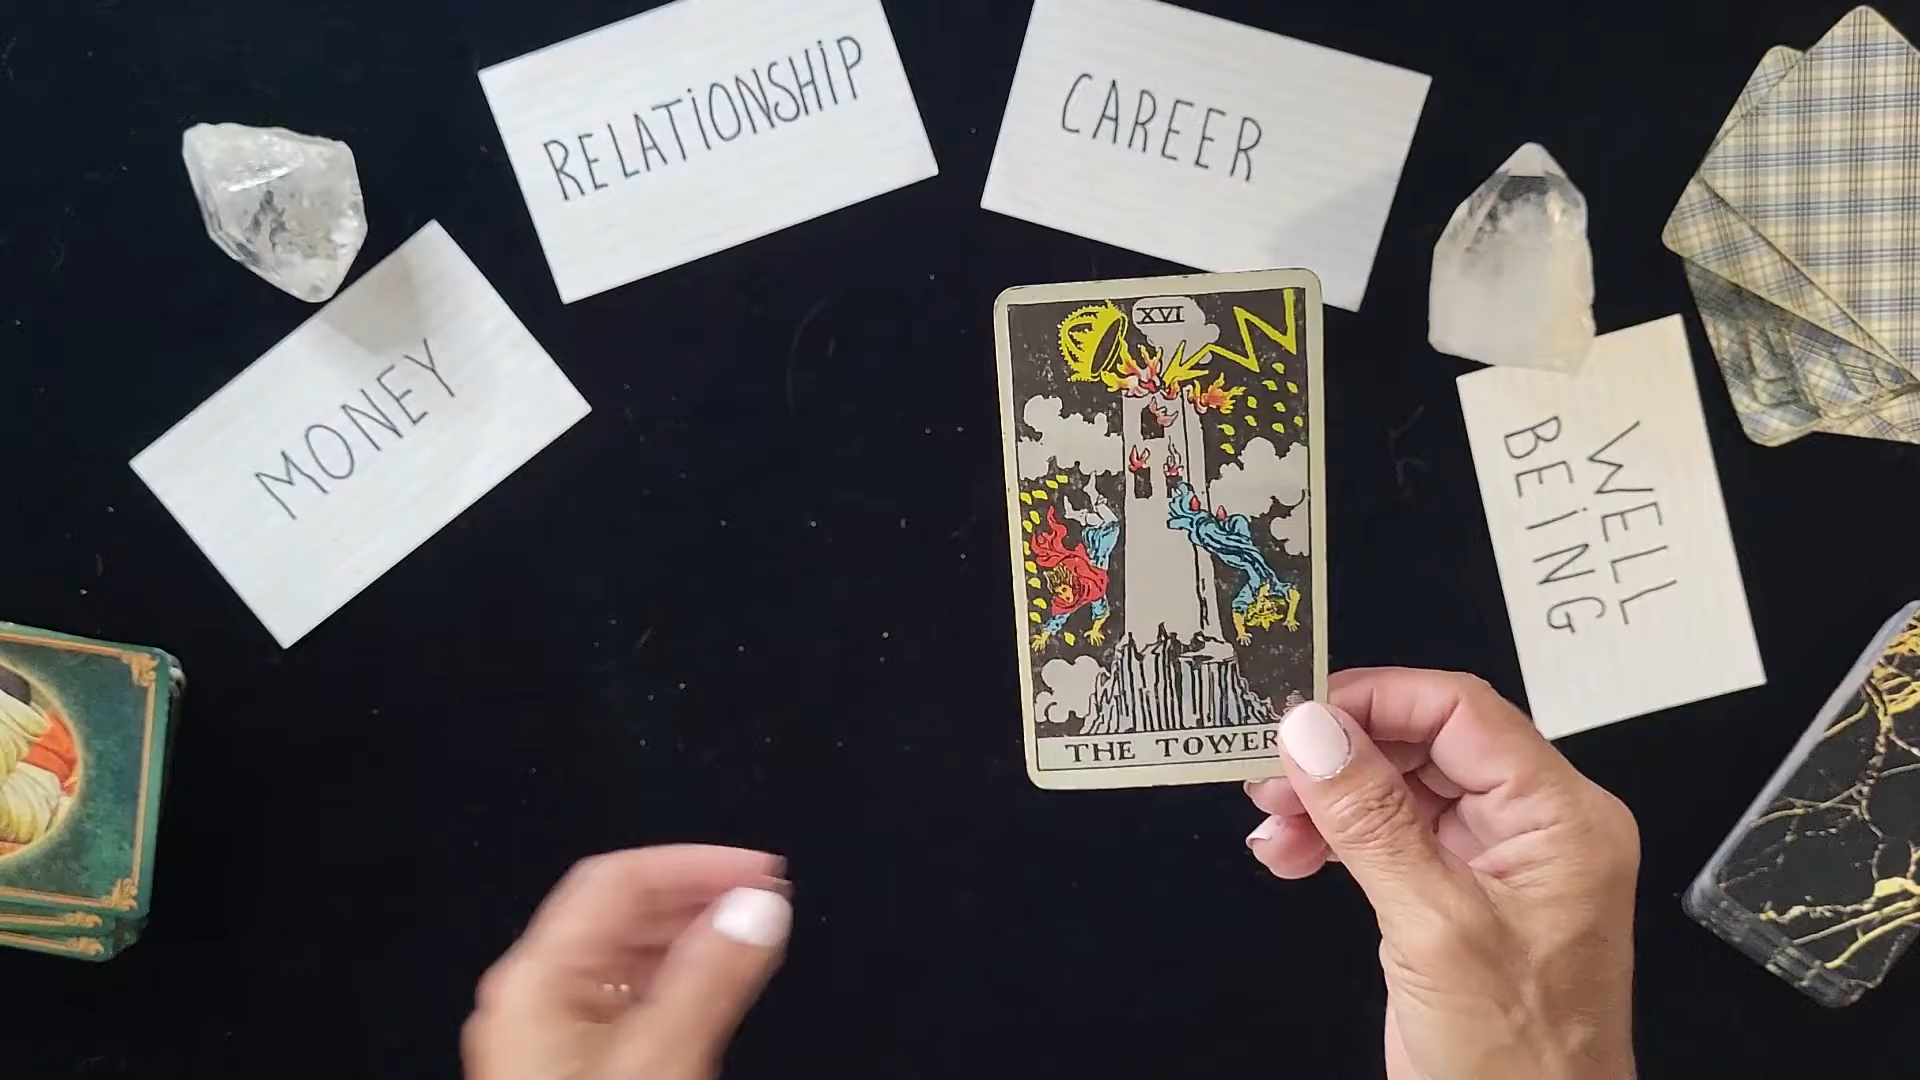 RELATiONSHiP
CAREER
MONEY
WELL
BEiNG
XVI
THE TOWER